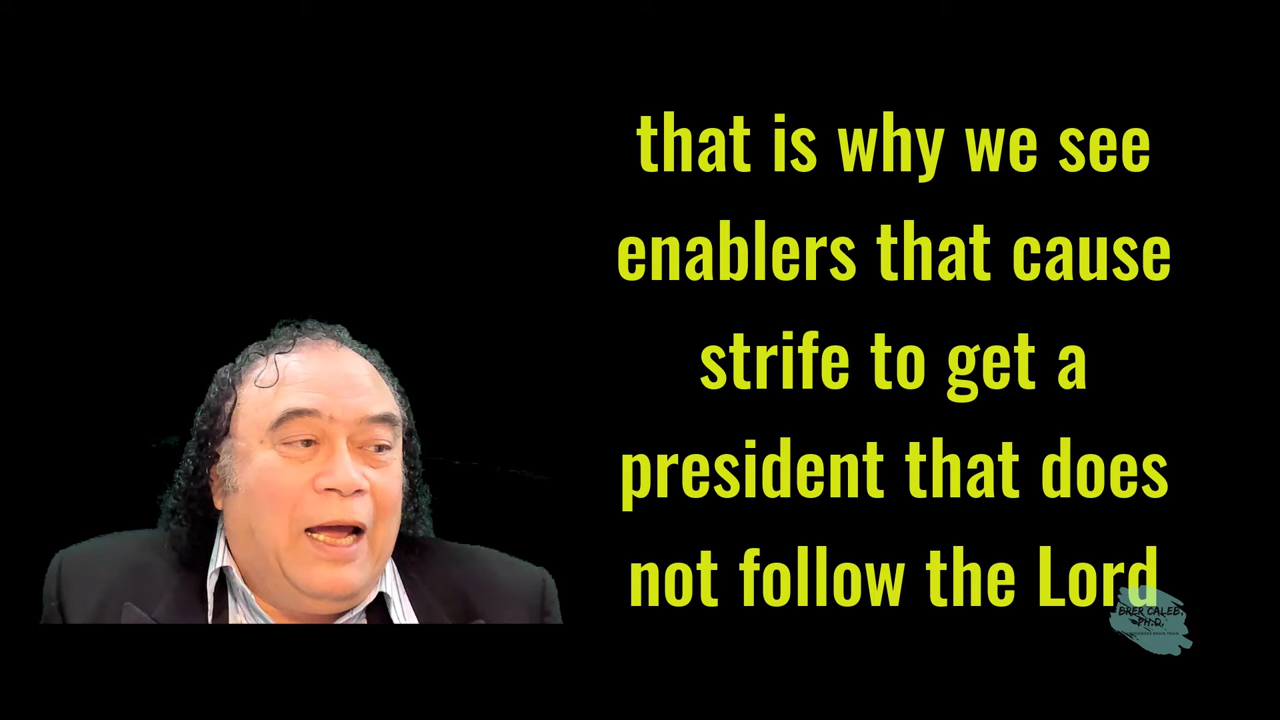 that is why we see
enablers that cause
strife to get a
president that does
not follow the Lord
BRER CALEB,
PH.D.